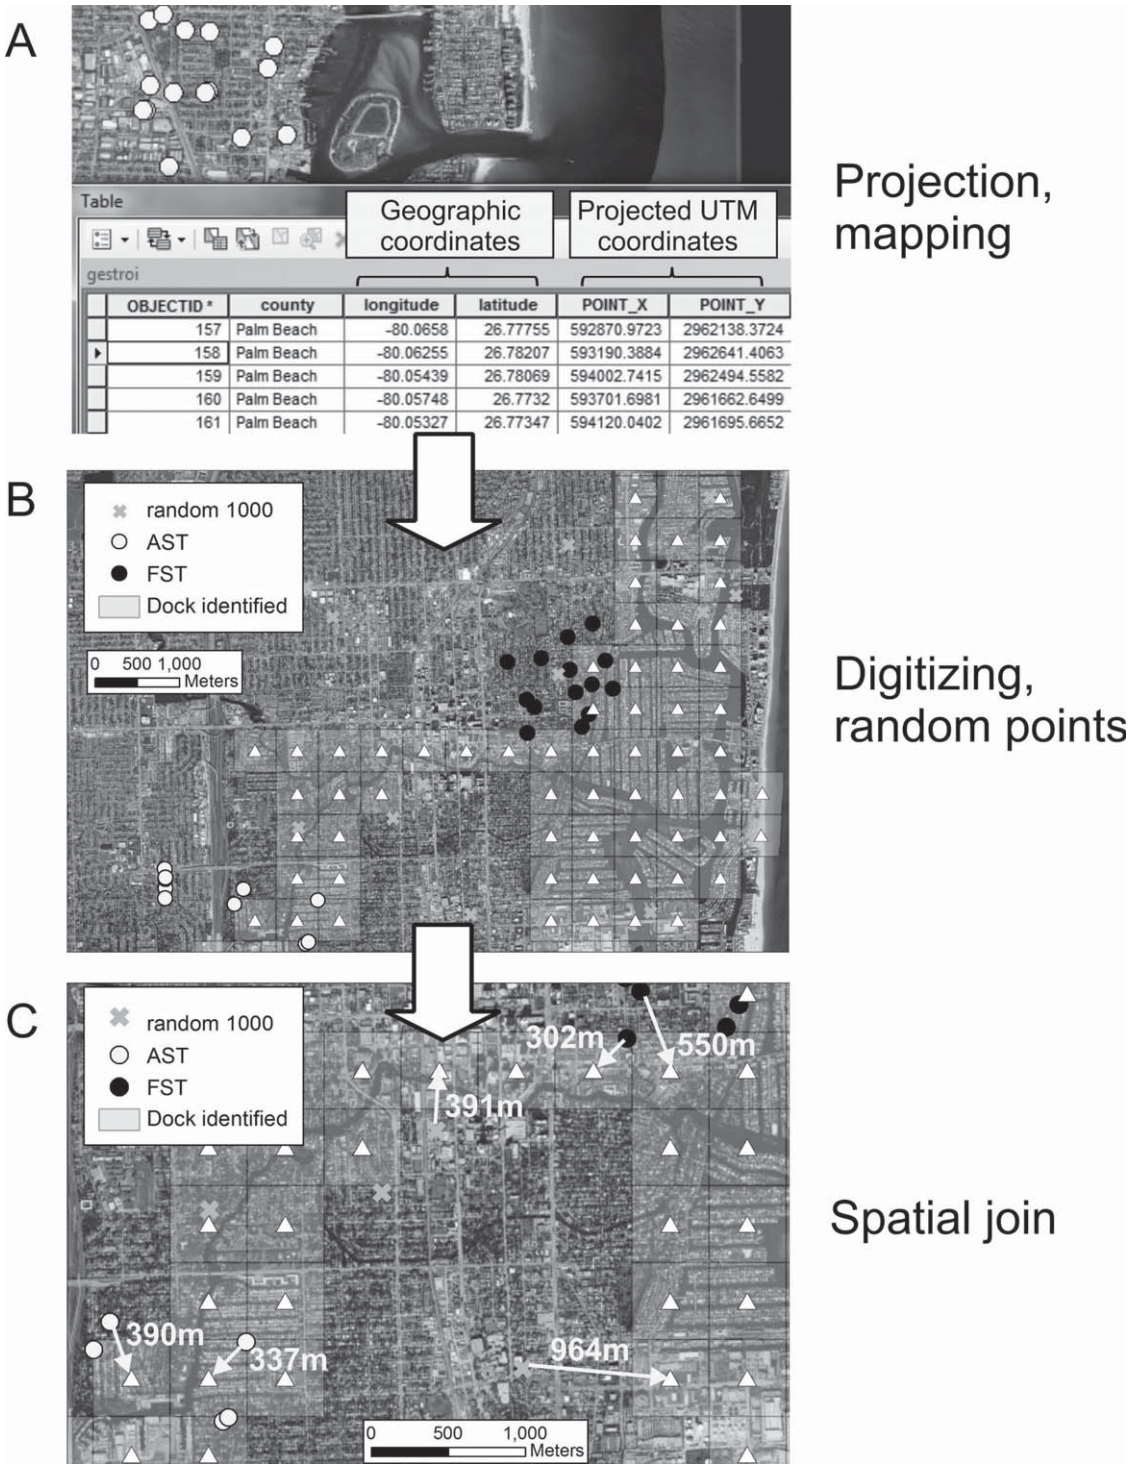 A
Projection,
mapping
Table
Geographic
coordinates
Projected UTM
coordinates
gestroi
OBJECTID * county longitude latitude POINT_X POINT_Y
157 Palm Beach -80.0658 26.77755 592870.9723 2962138.3724
158 Palm Beach -80.06255 26.78207 593190.3884 2962641.4063
159 Palm Beach -80.05439 26.78069 594002.7415 2962494.5582
160 Palm Beach -80.05748 26.7732 593701.6981 2961662.6499
161 Palm Beach -80.05327 26.77347 594120.0402 2961695.6652
B
random 1000
AST
FST
Dock identified
0 500 1,000
Meters
Digitizing,
random points
C
random 1000
AST
FST
Dock identified
302m
550m
391m
390m
337m
964m
0 500 1,000
Meters
Spatial join